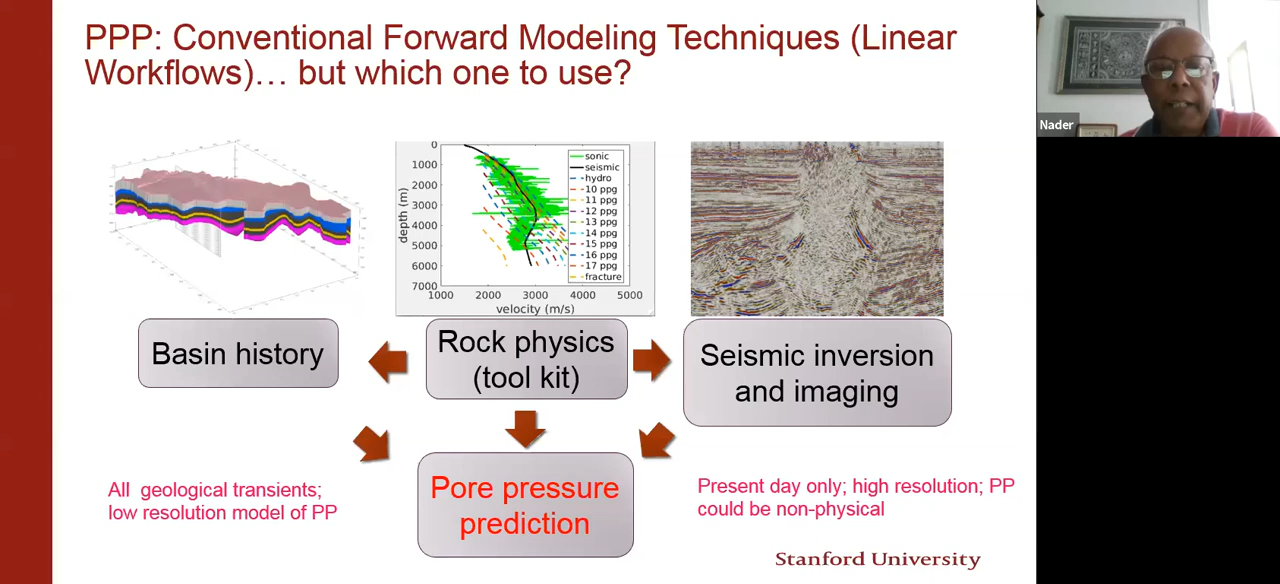 PPP: Conventional Forward Modeling Techniques (Linear
Workflows)... but which one to use?
Nader
0
1000
2000
3000
4000
5000
6000
7000
depth (m)
1000
2000
3000
4000
5000
velocity (m/s)
sonic
seismic
hydro
10 ppg
11 ppg
12 ppg
13 ppg
14 ppg
15 ppg
16 ppg
17 ppg
fracture
Basin history
Rock physics
(tool kit)
Seismic inversion
and imaging
All geological transients;
low resolution model of PP
Pore pressure
prediction
Present day only; high resolution; PP
could be non-physical
Stanford University